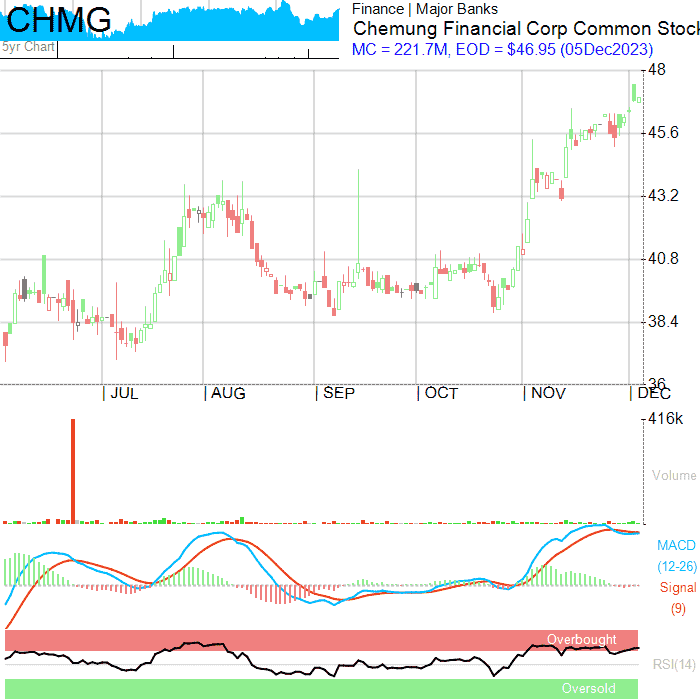 CHMG
5yr Chart
Finance | Major Banks
Chemung Financial Corp Common Stock
MC = 221.7M, EOD = $46.95 (05Dec2023)
48
45.6
43.2
40.8
38.4
36
| JUL | AUG | SEP | OCT | NOV | DEC
416k
Volume
MACD
(12-26)
Signal
(9)
Overbought
RSI(14)
Oversold